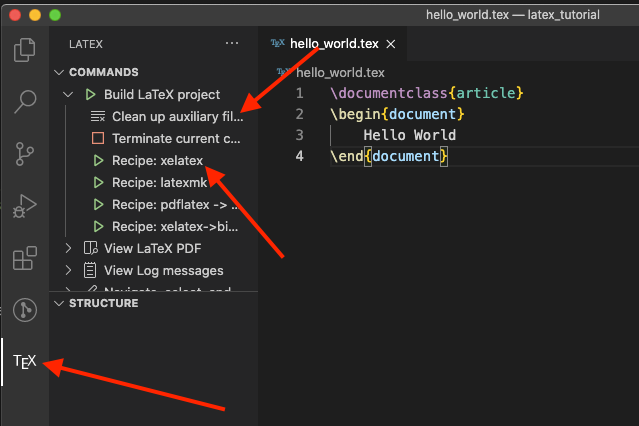 hello_world.tex — latex_tutorial
LATEX ...
TEX hello_world.tex ×
COMMANDS
TEX hello_world.tex
Build LaTeX project
1 \documentclass{article}
Clean up auxiliary fil...
2 \begin{document}
Terminate current c...
3 Hello World
Recipe: xelatex
4 \end{document}
Recipe: latexmk
Recipe: pdflatex -> ...
Recipe: xelatex->bi...
View LaTeX PDF
View Log messages
STRUCTURE
TEX